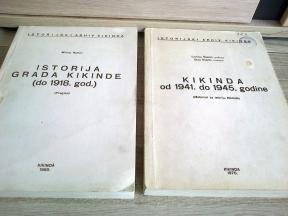 ISTORIJSKI ARHIV KIKINDA
ISTORIJA
GRADA KIKINDE
(do 1918. god.)
(Pregled)
KIKINDA
ISTORIJSKI ARHIV KIKINDA
KIKINDA
od 1941. do 1945. godine
KIKINDA